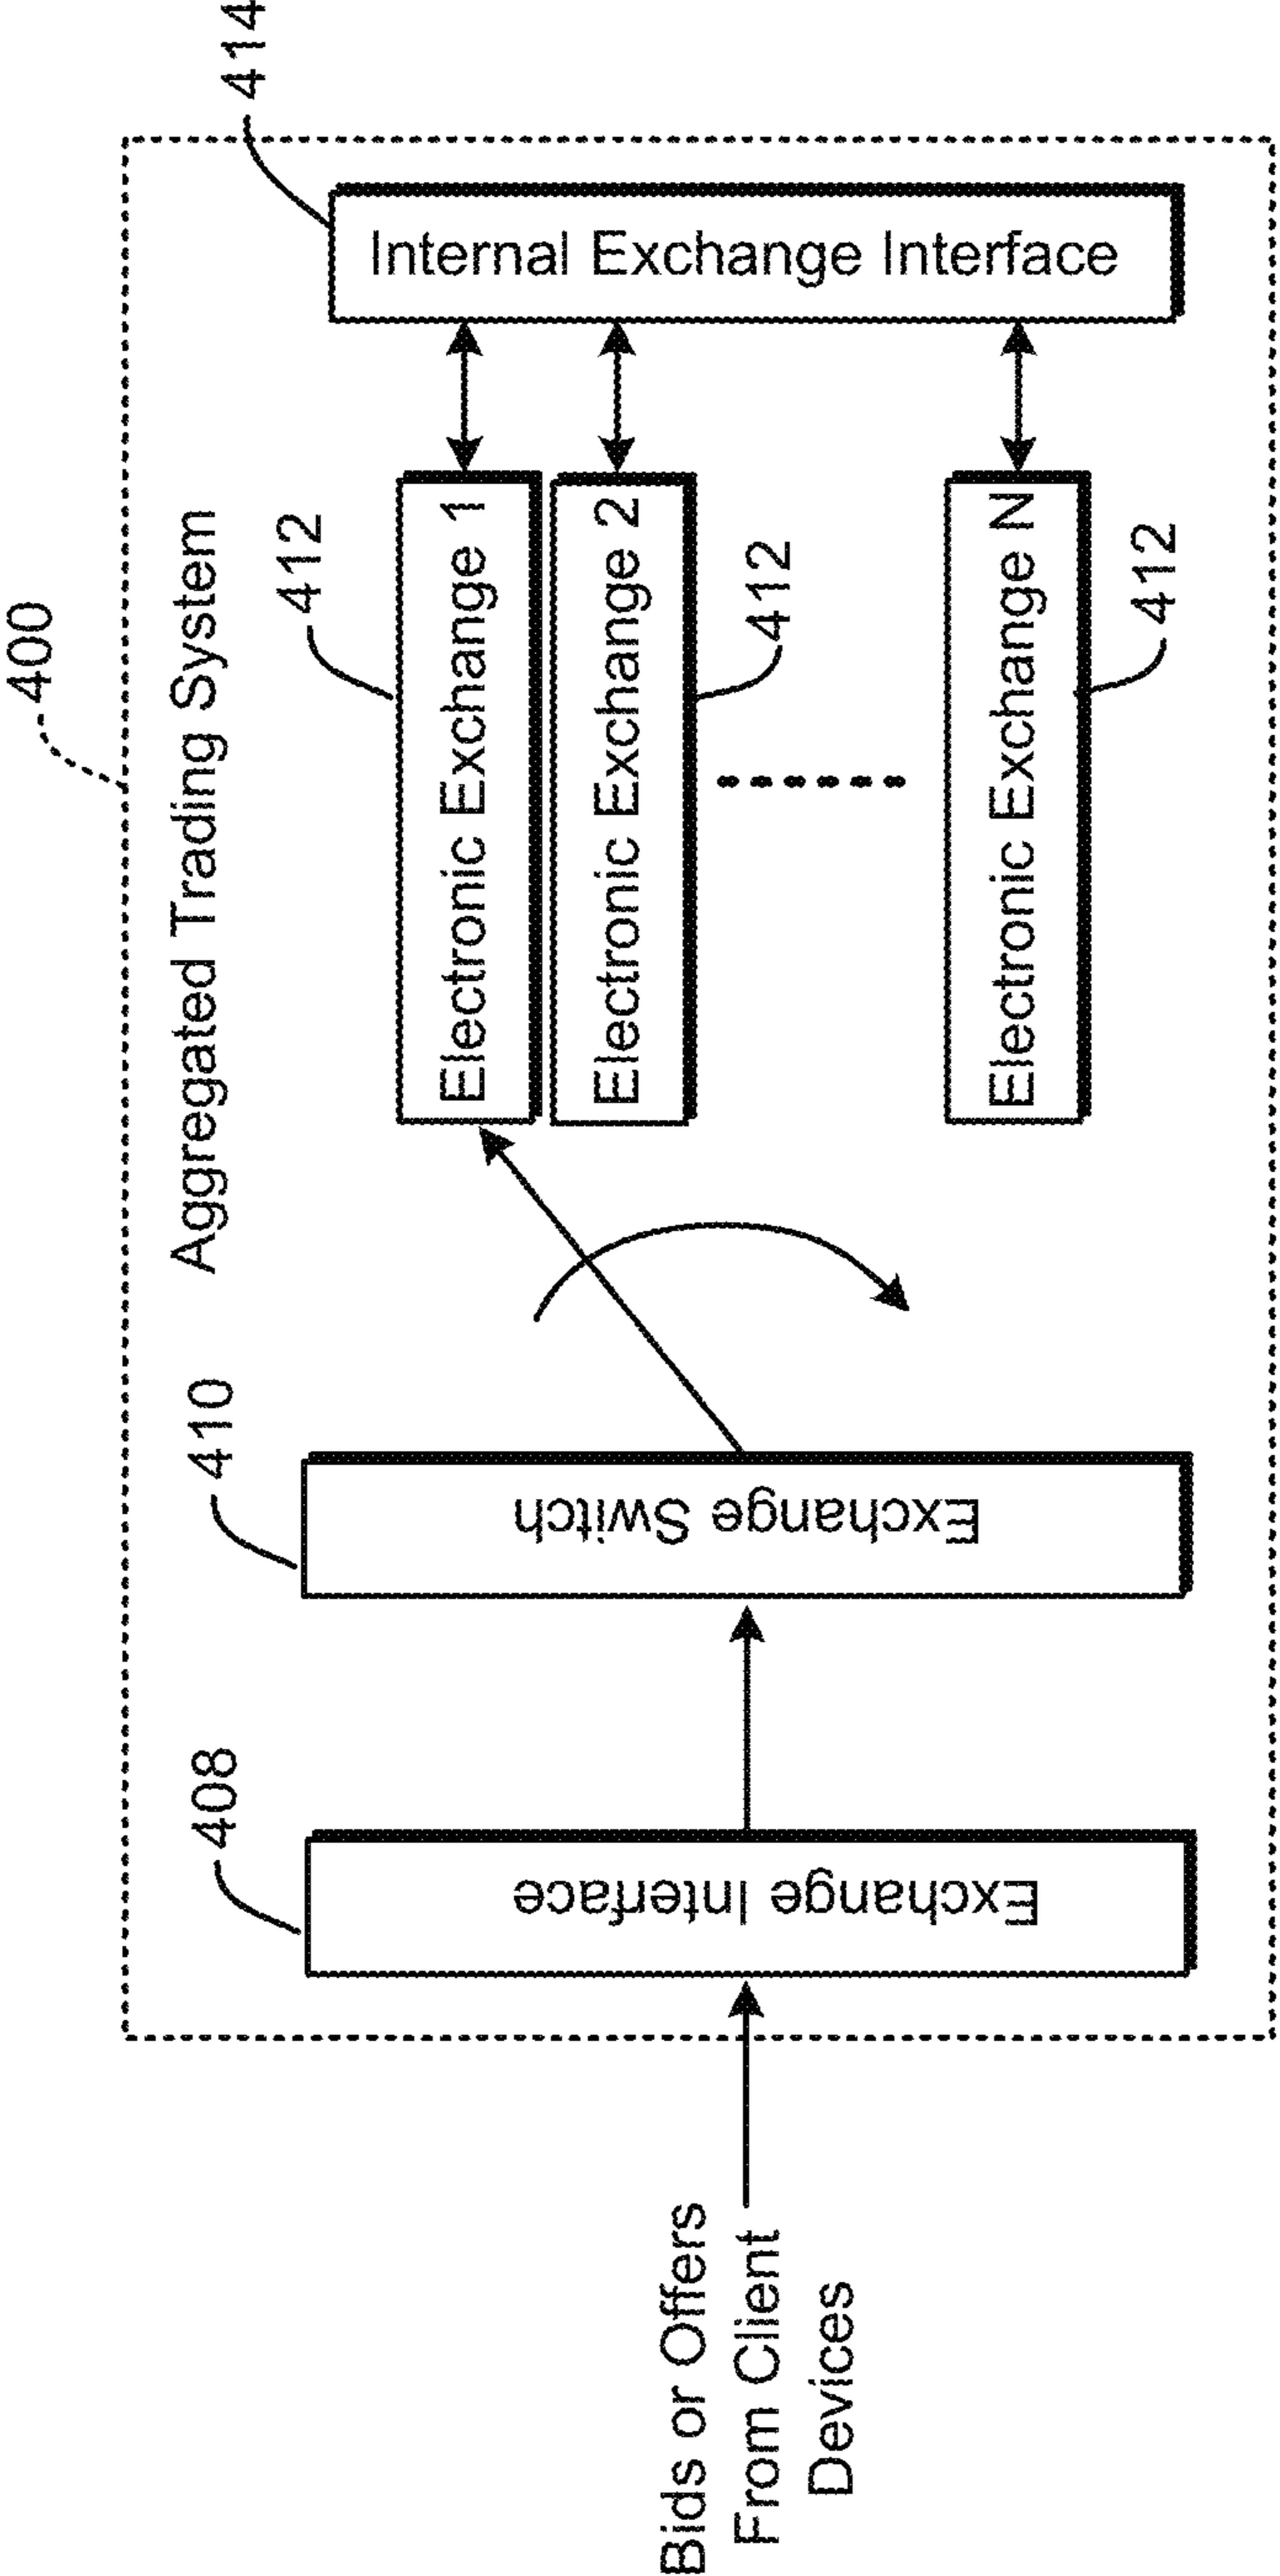 400
Aggregated Trading System
408
410
412
414
Bids or Offers
From Client
Devices
Exchange Interface
Exchange Switch
Electronic Exchange 1
Electronic Exchange 2
412
Electronic Exchange N
412
Internal Exchange Interface